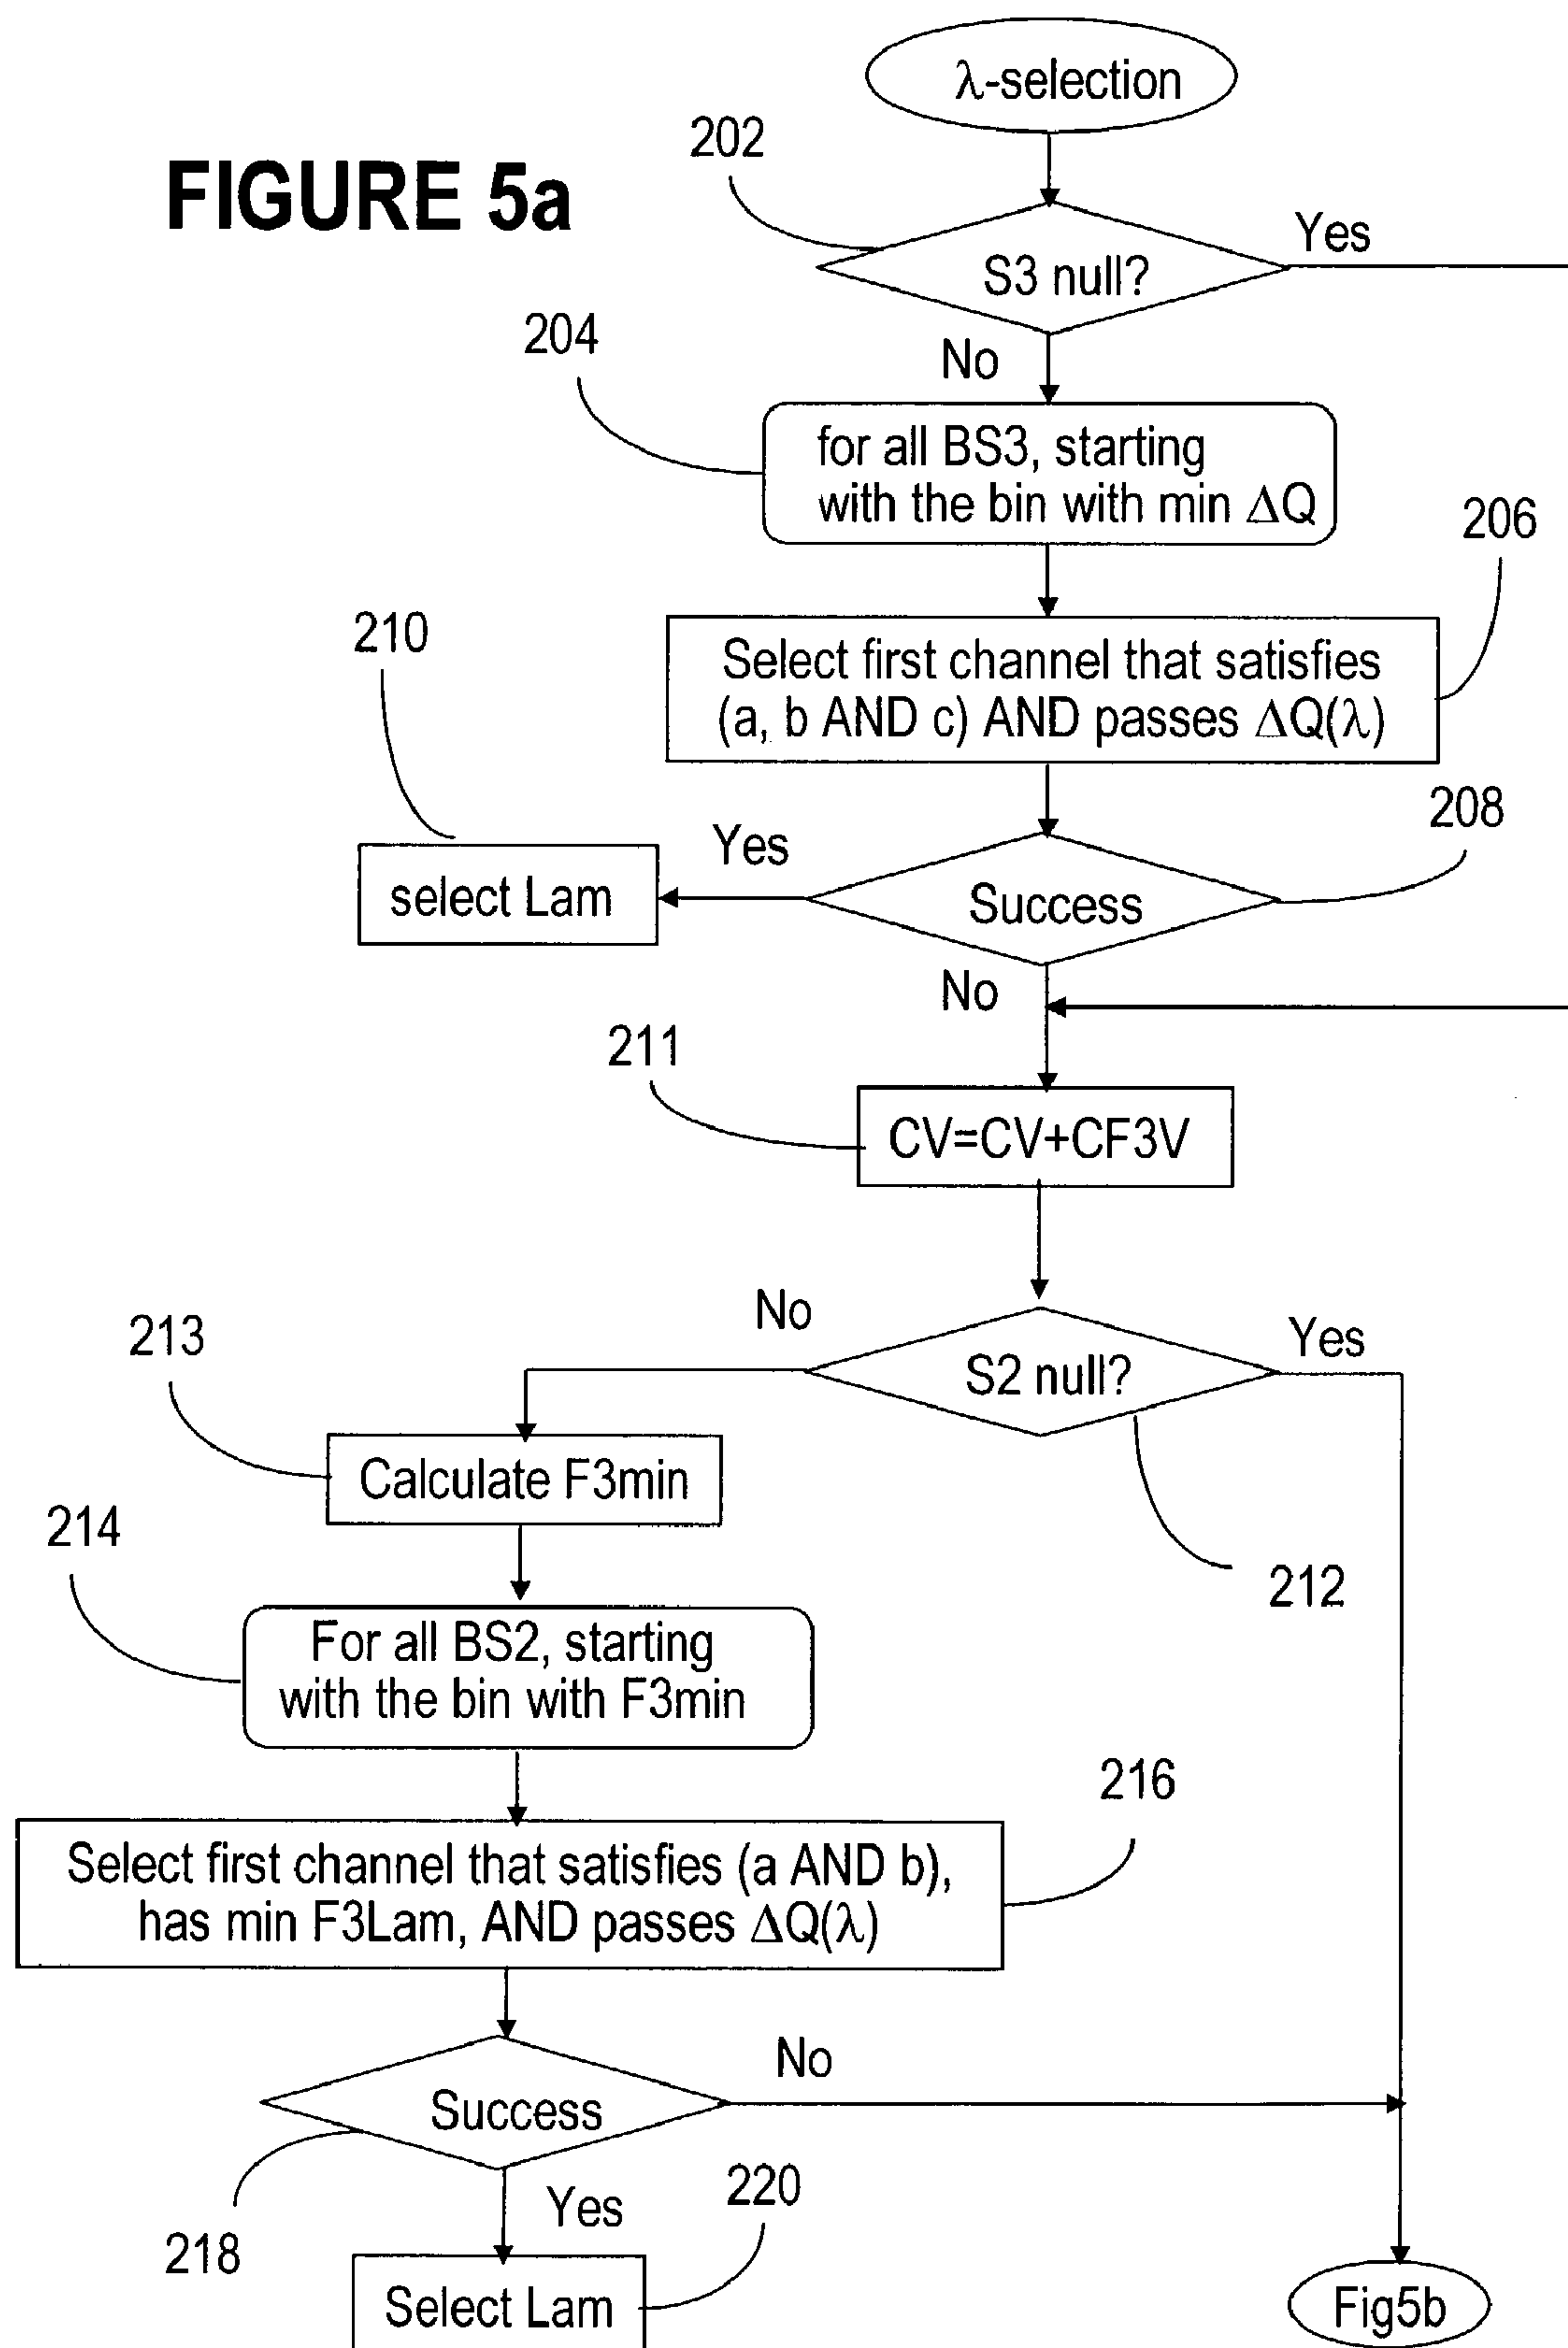 λ-selection
202
FIGURE 5a
Yes
S3 null?
204
No
for all BS3, starting
with the bin with min ΔQ
206
210
Select first channel that satisfies
(a, b AND c) AND passes ΔQ(λ)
208
Yes
select Lam
Success
No
211
CV=CV+CF3V
No
213
Yes
S2 null?
Calculate F3min
214
212
For all BS2, starting
with the bin with F3min
216
Select first channel that satisfies (a AND b),
has min F3Lam, AND passes ΔQ(λ)
No
Success
220
Yes
218
Select Lam
Fig5b